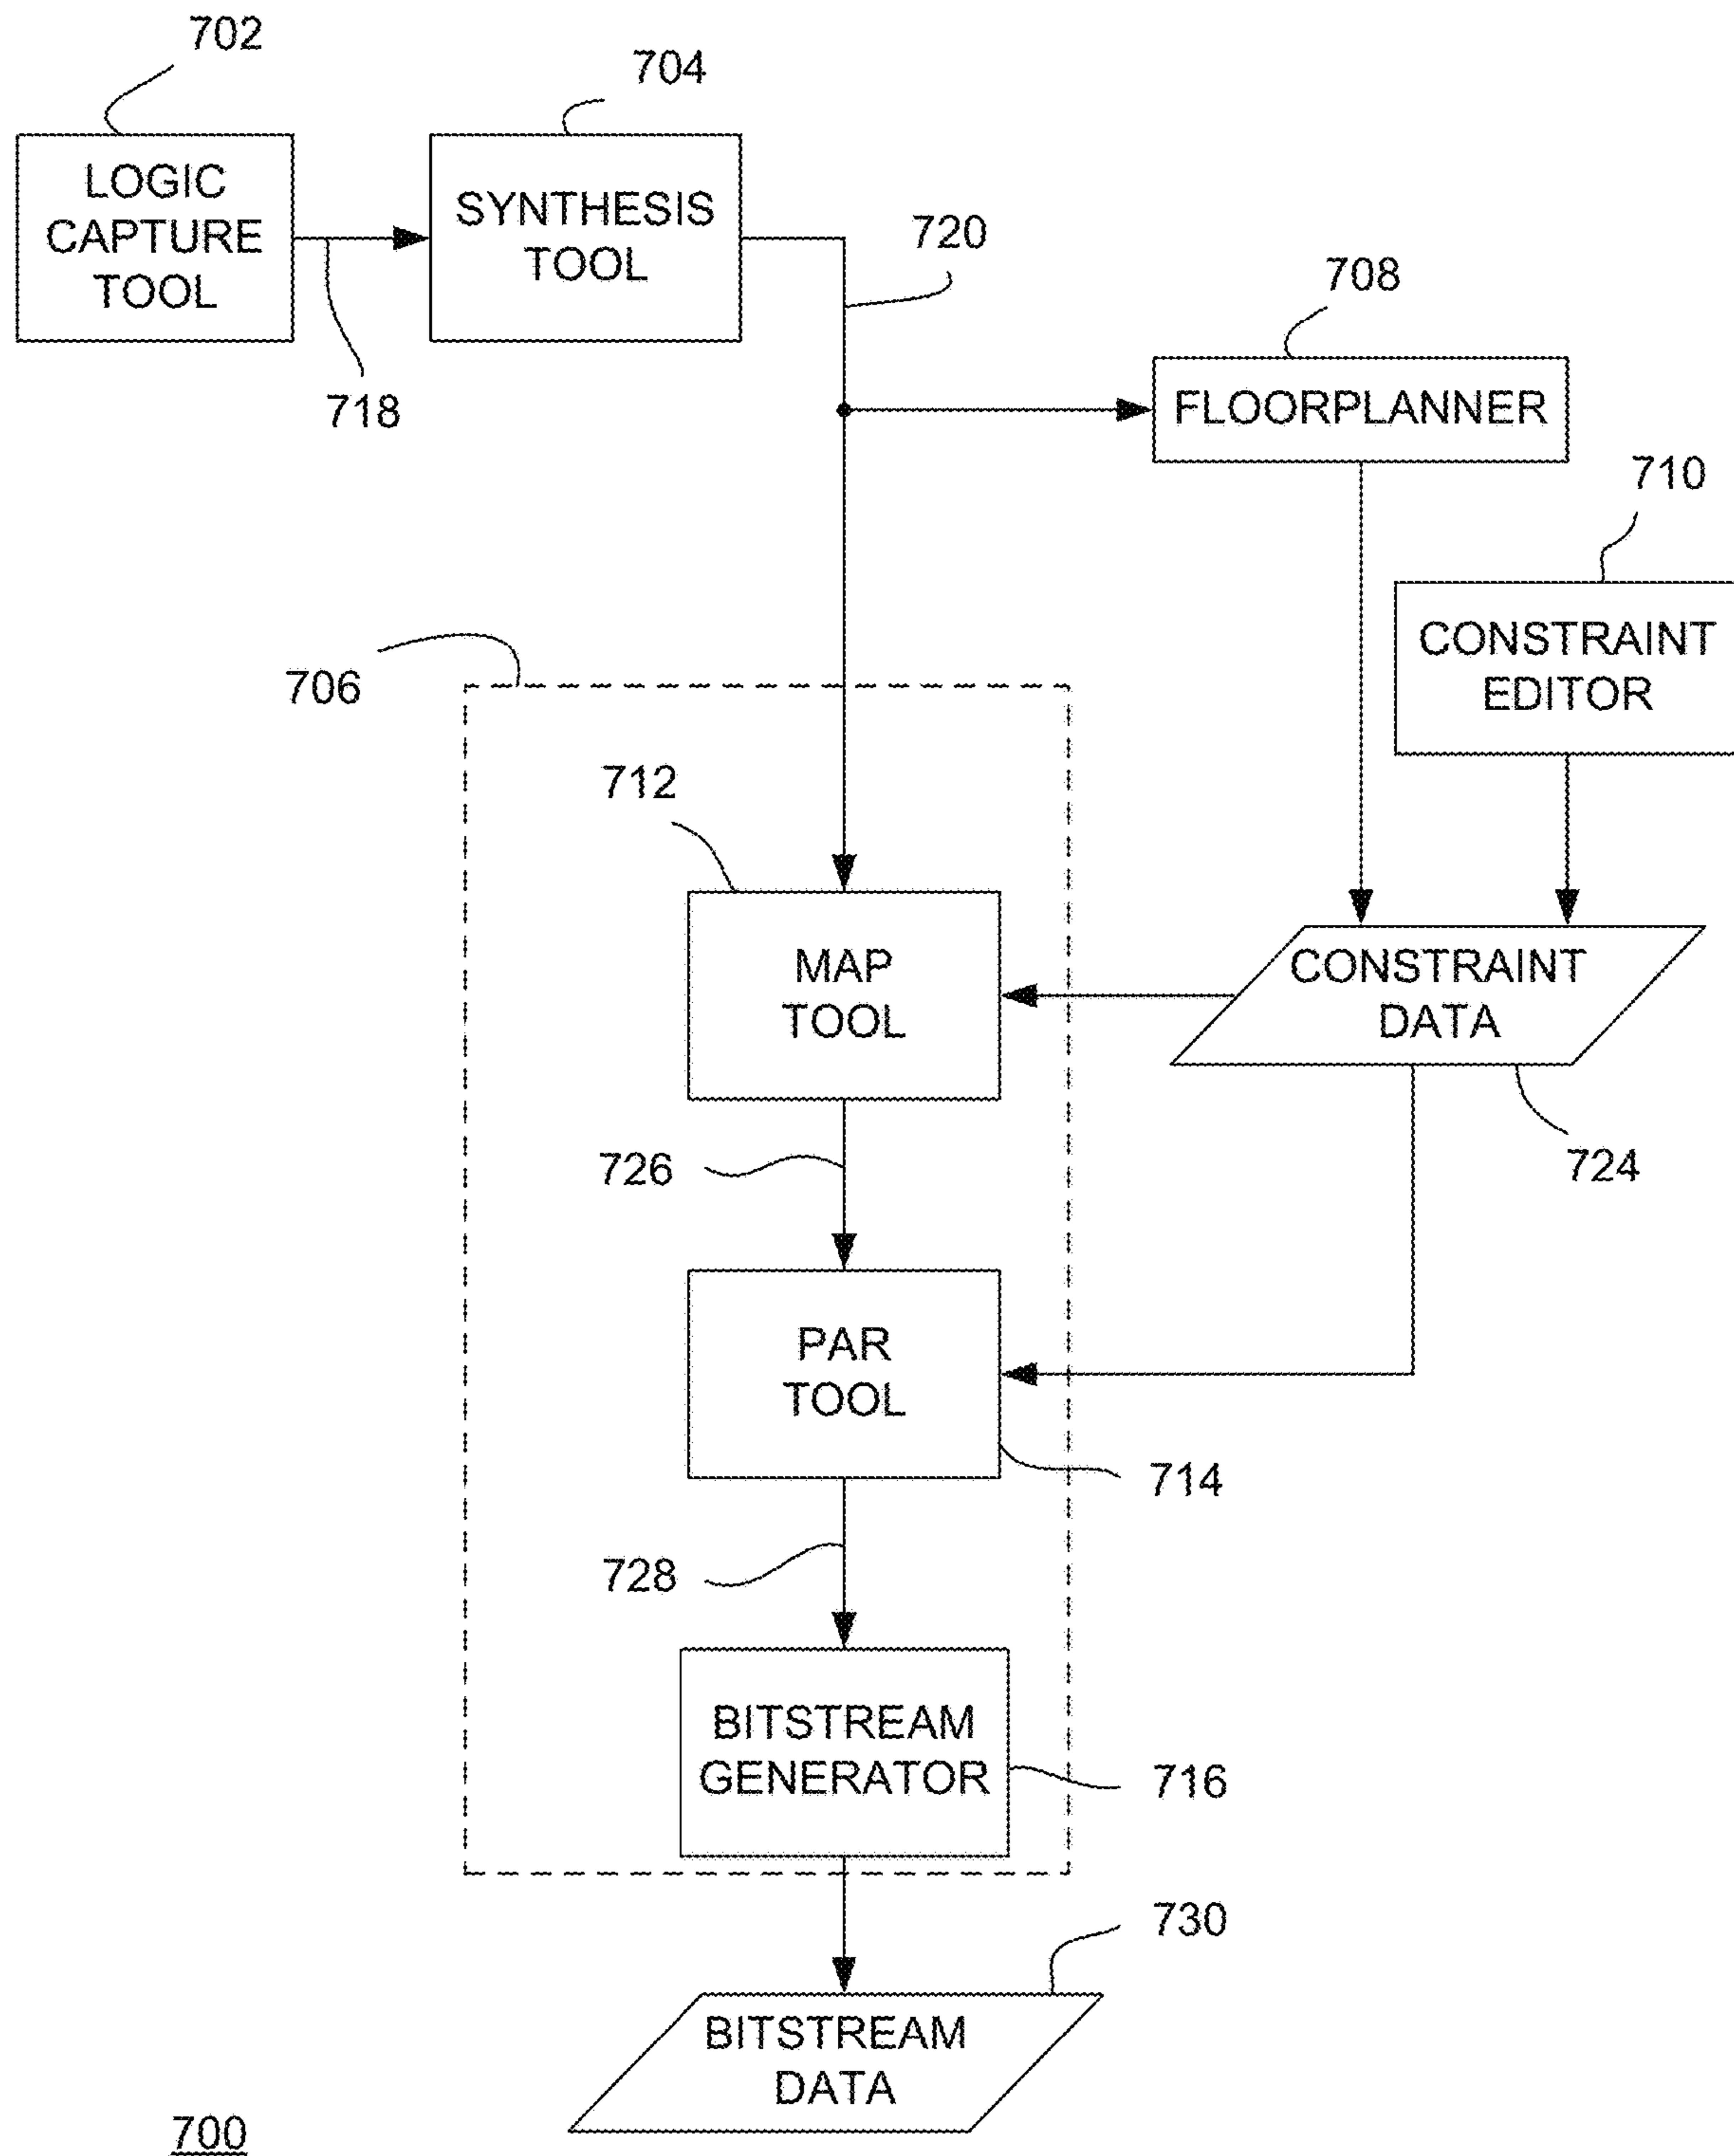 702
704
LOGIC
CAPTURE
TOOL
SYNTHESIS
TOOL
720
718
708
FLOORPLANNER
710
CONSTRAINT
EDITOR
706
712
MAP
TOOL
CONSTRAINT
DATA
726
724
PAR
TOOL
714
728
BITSTREAM
GENERATOR
716
730
BITSTREAM
DATA
700